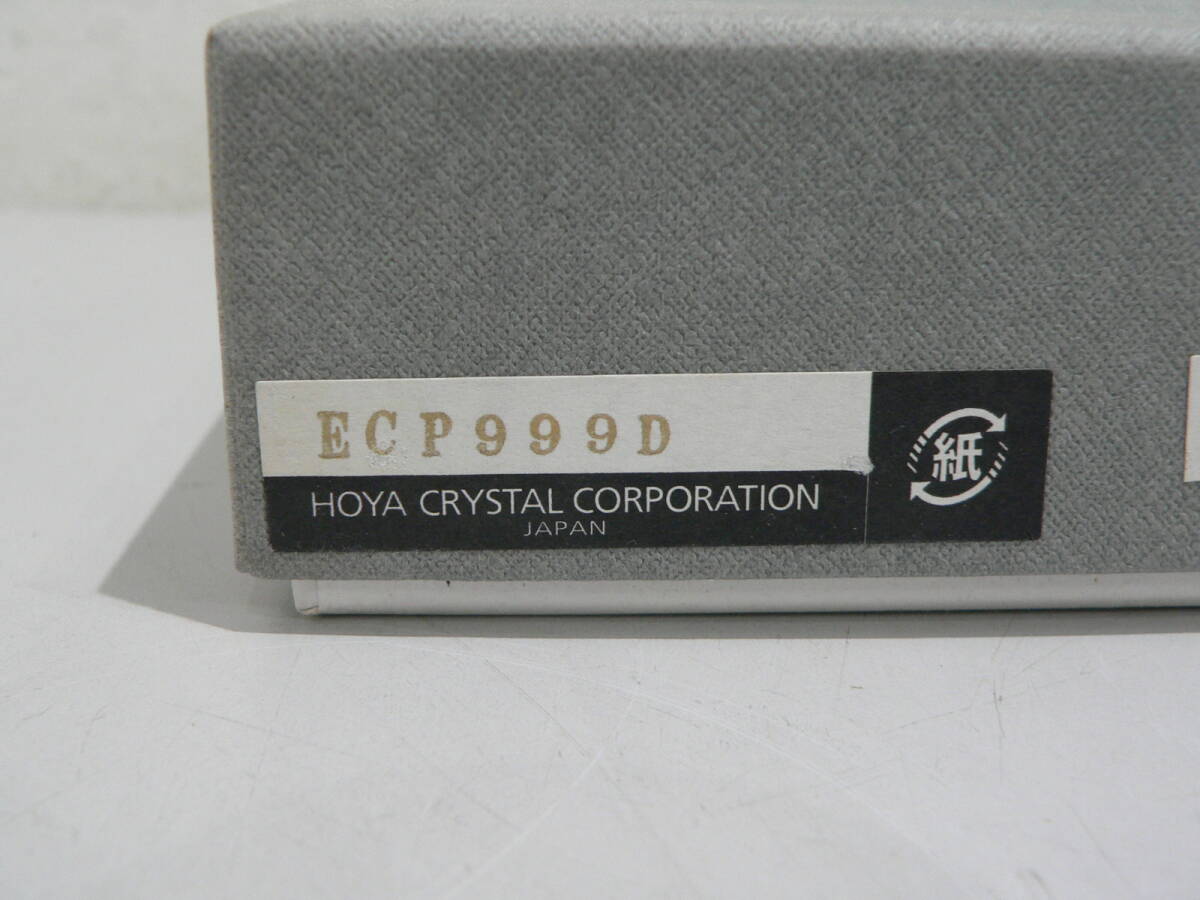 ECP999D
HOYA CRYSTAL CORPORATION
JAPAN
紙